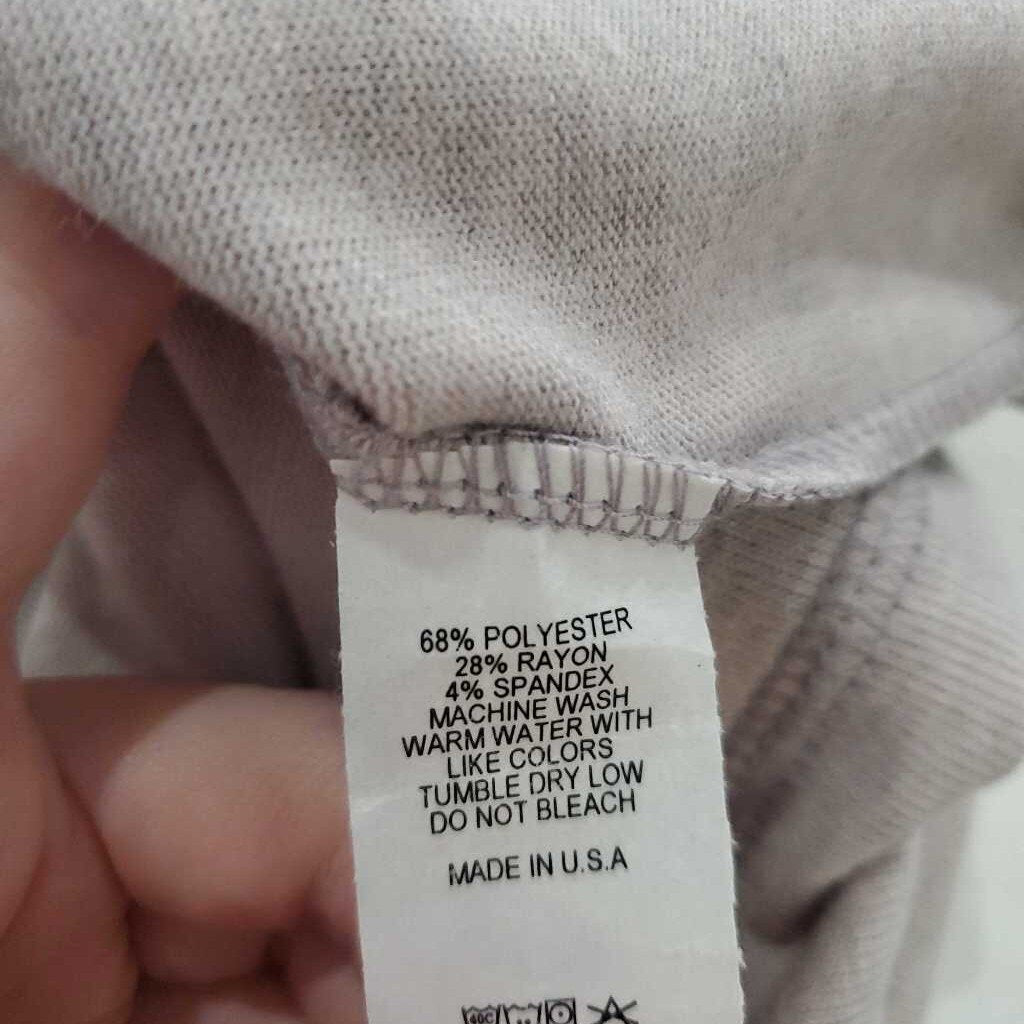 68% POLYESTER
28% RAYON
4% SPANDEX
MACHINE WASH
WARM WATER WITH
LIKE COLORS
TUMBLE DRY LOW
DO NOT BLEACH
MADE IN U.S.A
40C